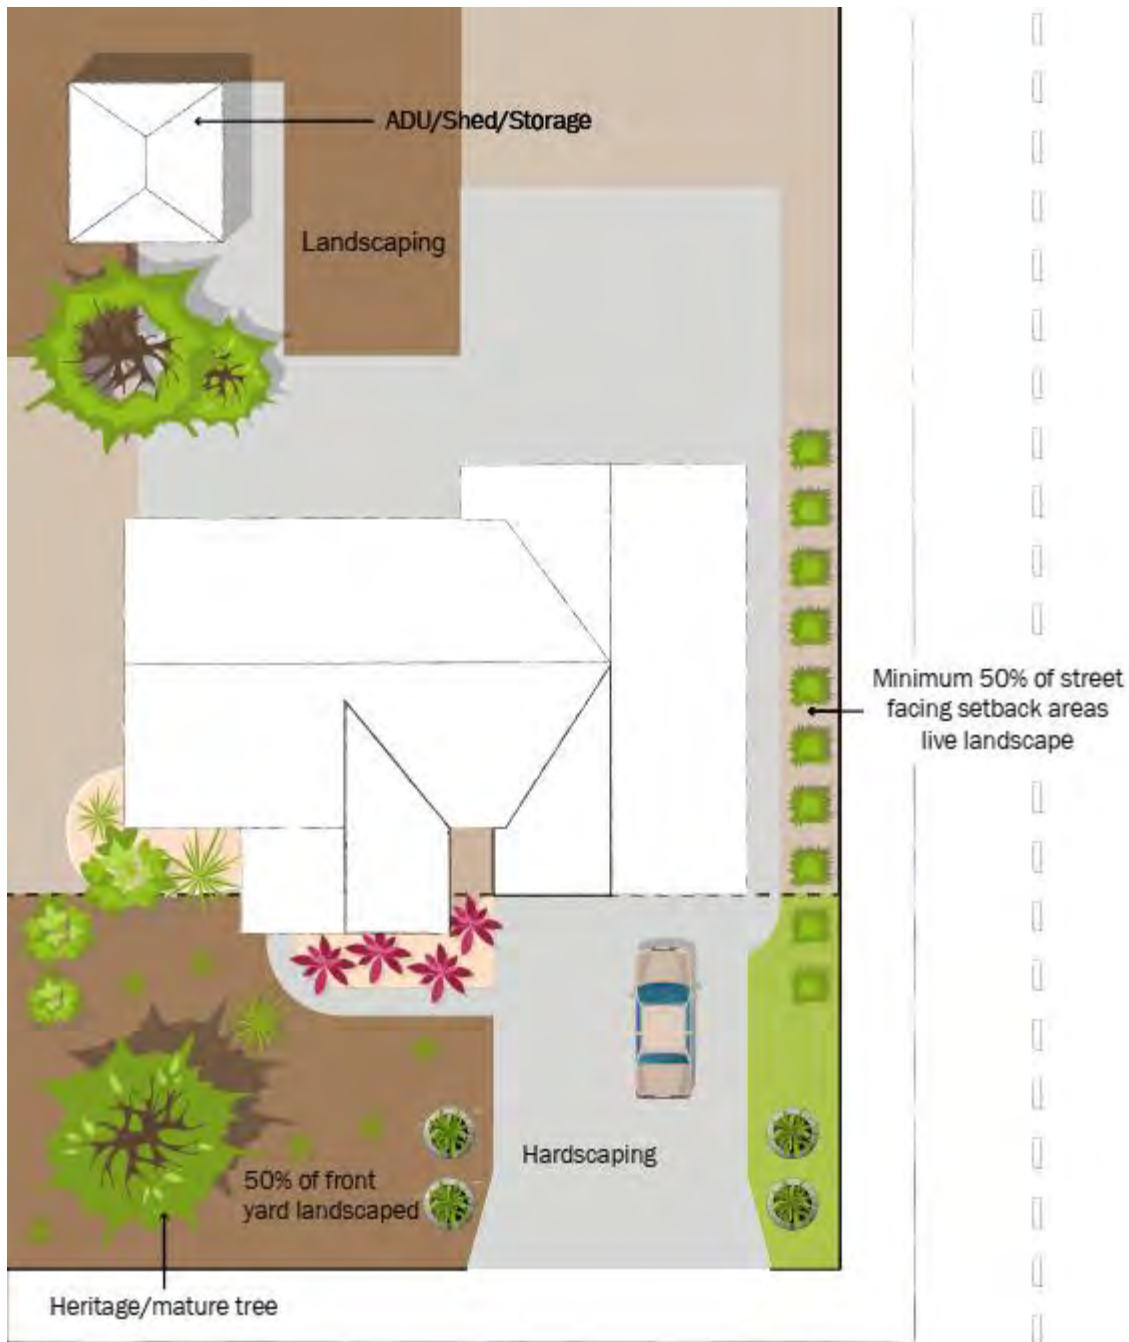 ADU/Shed/Storage
Landscaping
Minimum 50% of street
facing setback areas
live landscape
Hardscaping
50% of front
yard landscaped
Heritage/mature tree